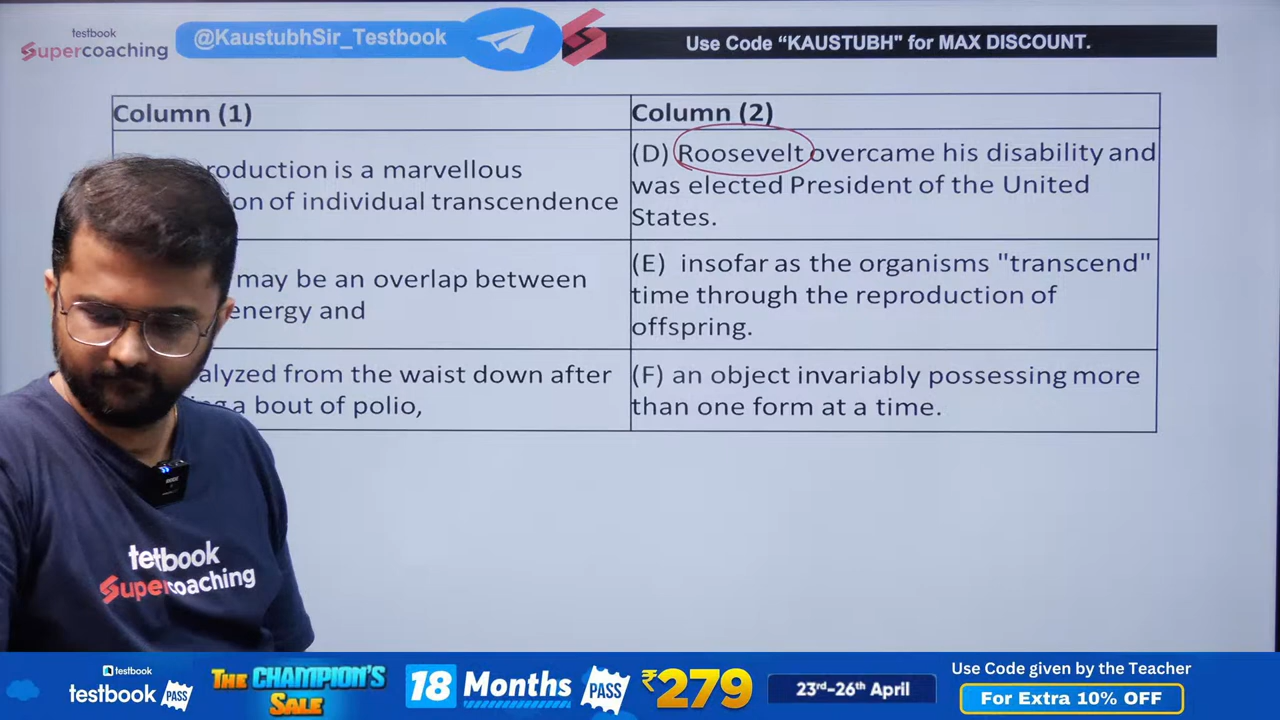 testbook
Supercoaching
@KaustubhSir_Testbook
Use Code “KAUSTUBH" for MAX DISCOUNT.
Column (1)
Column (2)
is a marvellous
of individual transcendence
(D) Roosevelt overcame his disability and
was elected President of the United
States.
may be an overlap between
energy and
(E) insofar as the organisms "transcend"
time through the reproduction of
offspring.
from the waist down after
a bout of polio,
(F) an object invariably possessing more
than one form at a time.
tetbook
Supercoaching
testbook
testbook PASS
THE CHAMPION'S
SALE
18 Months PASS ₹279
23rd-26th April
Use Code given by the Teacher
For Extra 10% OFF